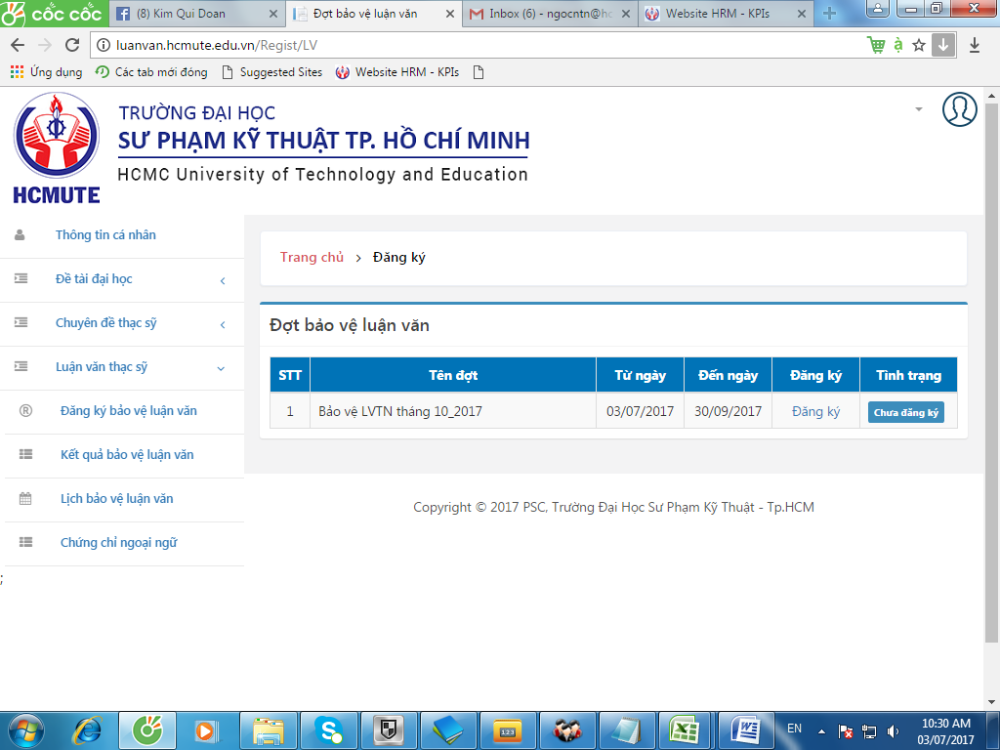 cốc cốc
(8) Kim Qui Doan
Đợt bảo vệ luận văn
Inbox (6) - ngocntn@hc
Website HRM - KPIs
luanvan.hcmute.edu.vn/Regist/LV
à
Ứng dụng
Các tab mới đóng
Suggested Sites
Website HRM - KPIs
TRƯỜNG ĐẠI HỌC
SƯ PHẠM KỸ THUẬT TP. HỒ CHÍ MINH
HCMC University of Technology and Education
HCMUTE
Thông tin cá nhân
Đề tài đại học
Chuyên đề thạc sỹ
Luận văn thạc sỹ
Đăng ký bảo vệ luận văn
Kết quả bảo vệ luận văn
Lịch bảo vệ luận văn
Chứng chỉ ngoại ngữ
;
Trang chủ > Đăng ký
Đợt bảo vệ luận văn
STT Tên đợt Từ ngày Đến ngày Đăng ký Tình trạng
1 Bảo vệ LVTN tháng 10_2017 03/07/2017 30/09/2017 Đăng ký Chưa đăng ký
Copyright © 2017 PSC, Trường Đại Học Sư Phạm Kỹ Thuật - Tp.HCM
123
EN
10:30 AM
03/07/2017